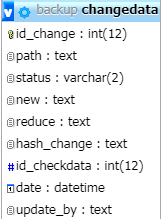 v backup changedata
id_change : int(12)
path : text
status : varchar(2)
new : text
reduce : text
hash_change : text
# id_checkdata : int(12)
date : datetime
update_by : text